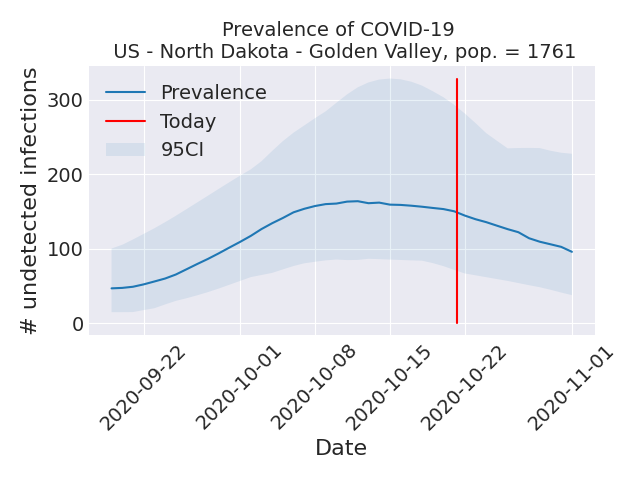 Prevalence of COVID-19
US - North Dakota - Golden Valley, pop. = 1761
# undetected infections
300
200
100
0
Prevalence
Today
95CI
2020-09-22
2020-10-01
2020-10-08
2020-10-15
2020-10-22
2020-11-01
Date